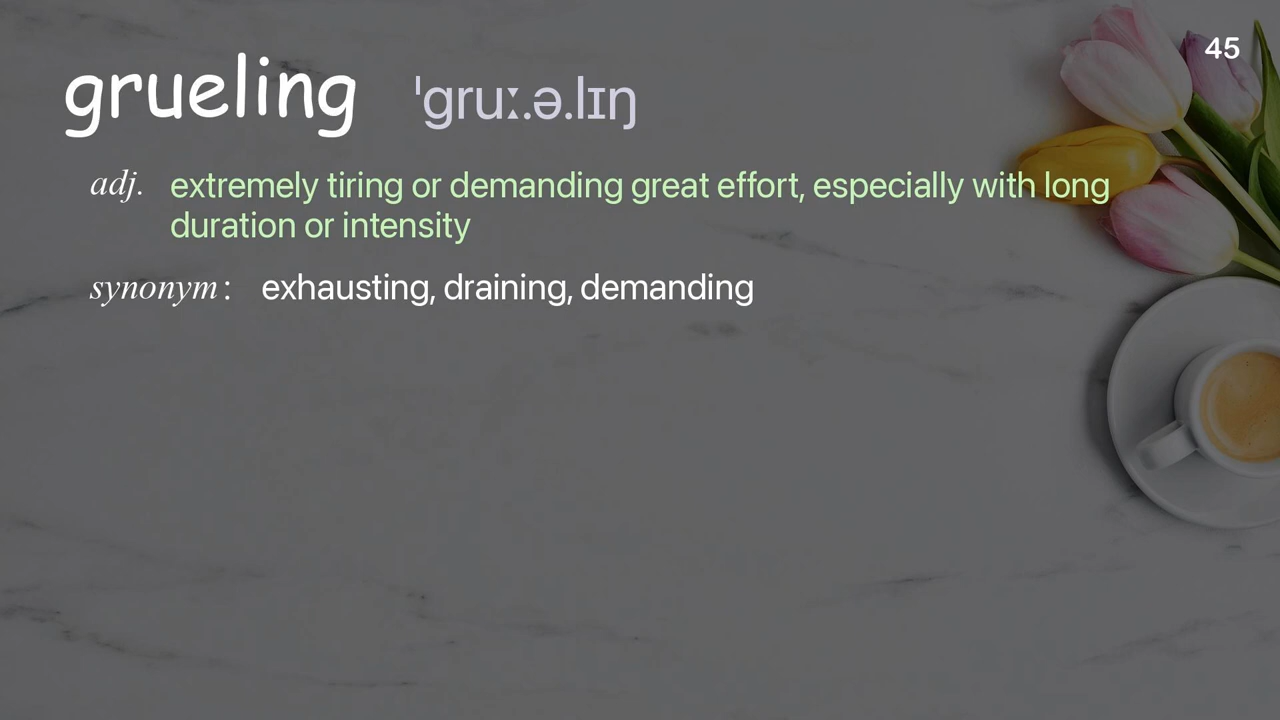 45
grueling ˈɡruː.ə.lɪŋ
adj. extremely tiring or demanding great effort, especially with long
duration or intensity
synonym: exhausting, draining, demanding